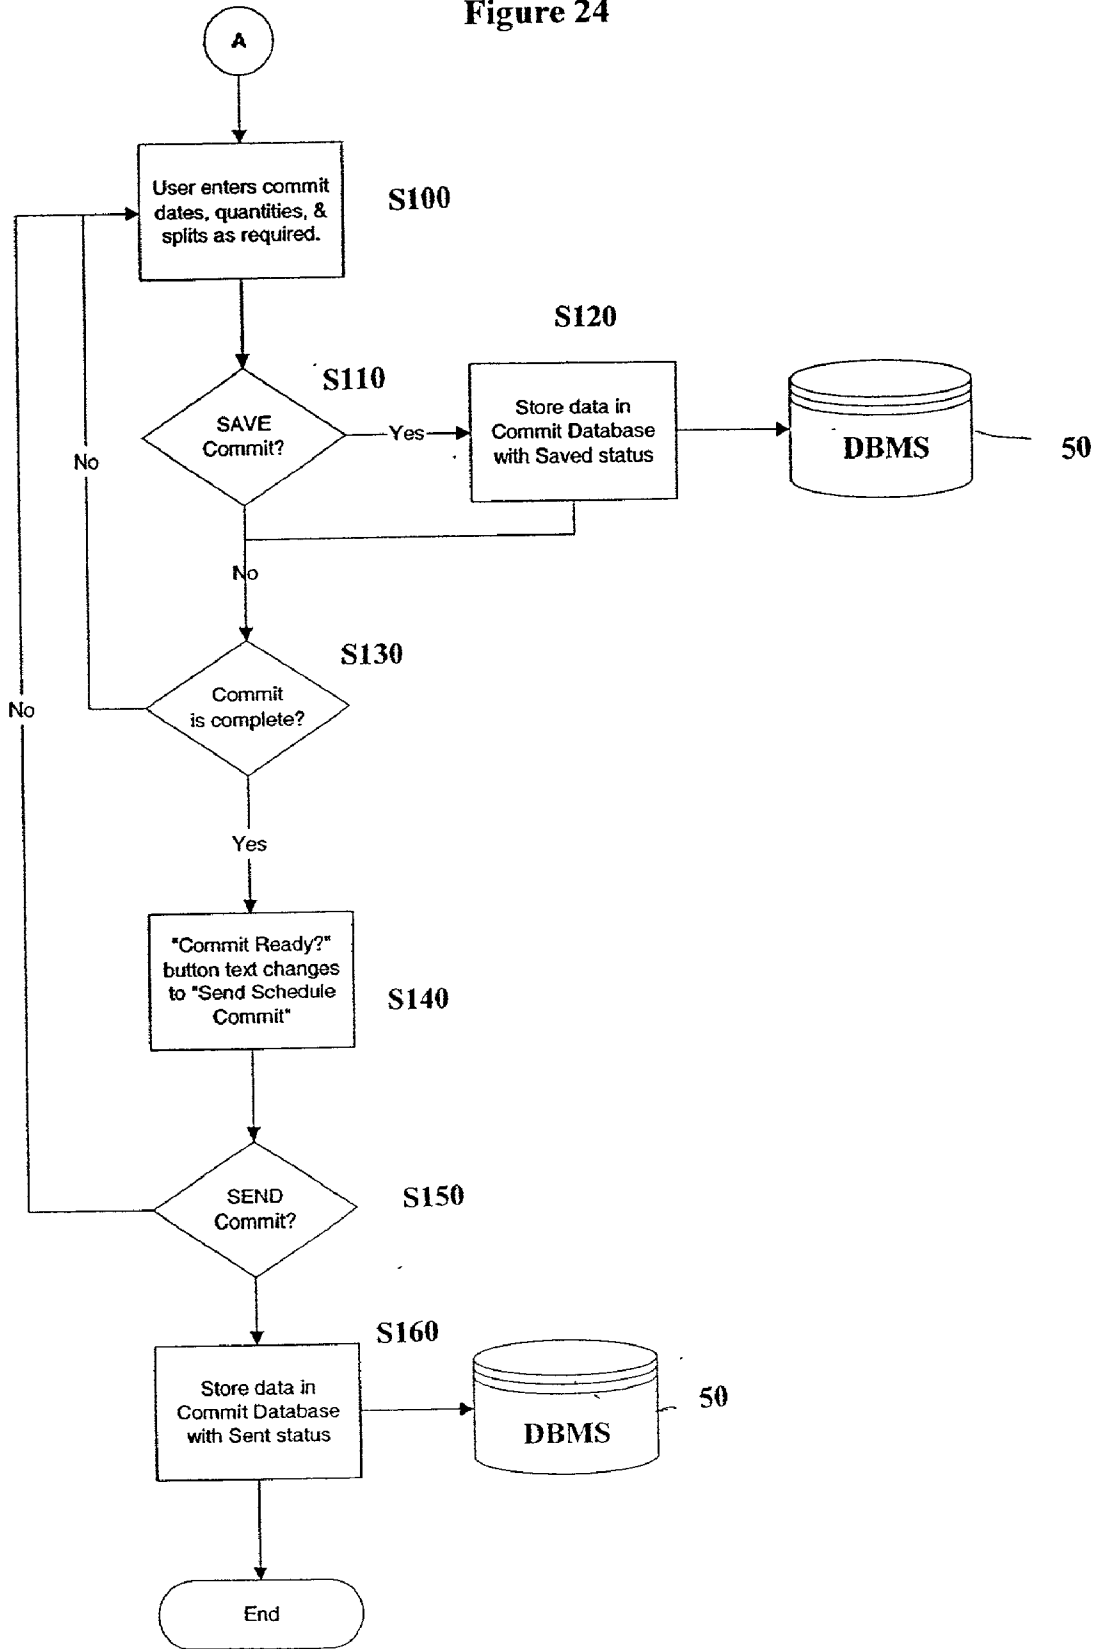 Figure 24
A
User enters commit
dates, quantities, &
splits as required.
S100
S120
S110
SAVE
Commit?
Yes
Store data in
Commit Database
with Saved status
DBMS
50
No
No
S130
Commit
is complete?
No
Yes
"Commit Ready?"
button text changes
to "Send Schedule
Commit"
S140
SEND
Commit?
S150
S160
Store data in
Commit Database
with Sent status
DBMS
50
End